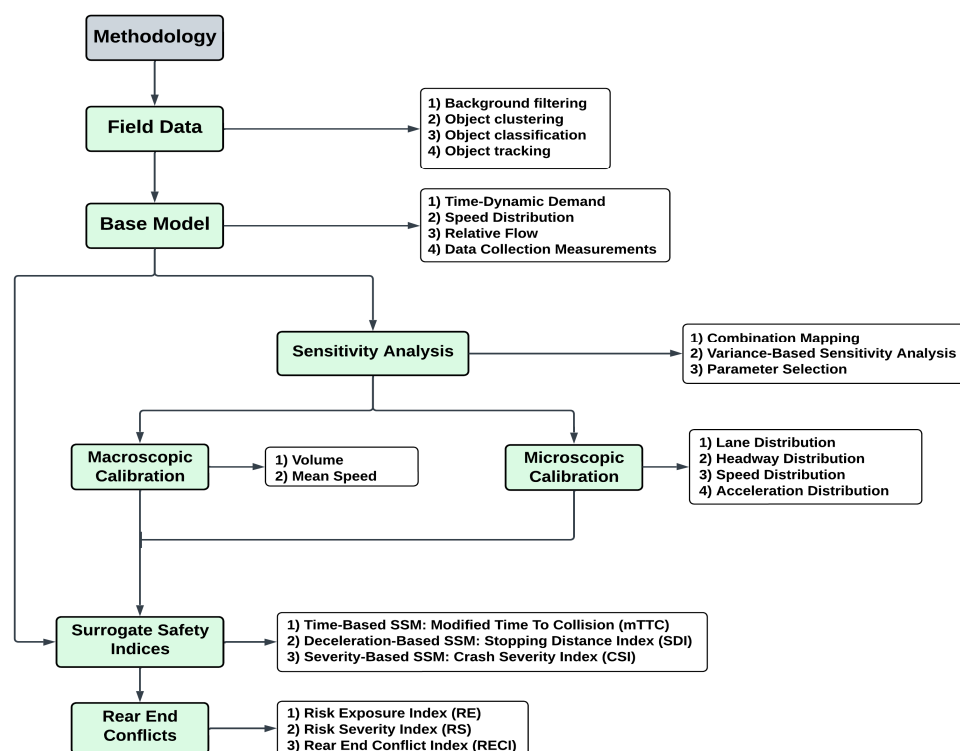 Methodology
Field Data
1) Background filtering
2) Object clustering
3) Object classification
4) Object tracking
Base Model
1) Time-Dynamic Demand
2) Speed Distribution
3) Relative Flow
4) Data Collection Measurements
Sensitivity Analysis
1) Combination Mapping
2) Variance-Based Sensitivity Analysis
3) Parameter Selection
Macroscopic
Calibration
1) Volume
2) Mean Speed
Microscopic
Calibration
1) Lane Distribution
2) Headway Distribution
3) Speed Distribution
4) Acceleration Distribution
Surrogate Safety
Indices
1) Time-Based SSM: Modified Time To Collision (mTTC)
2) Deceleration-Based SSM: Stopping Distance Index (SDI)
3) Severity-Based SSM: Crash Severity Index (CSI)
Rear End
Conflicts
1) Risk Exposure Index (RE)
2) Risk Severity Index (RS)
3) Rear End Conflict Index (RECI)